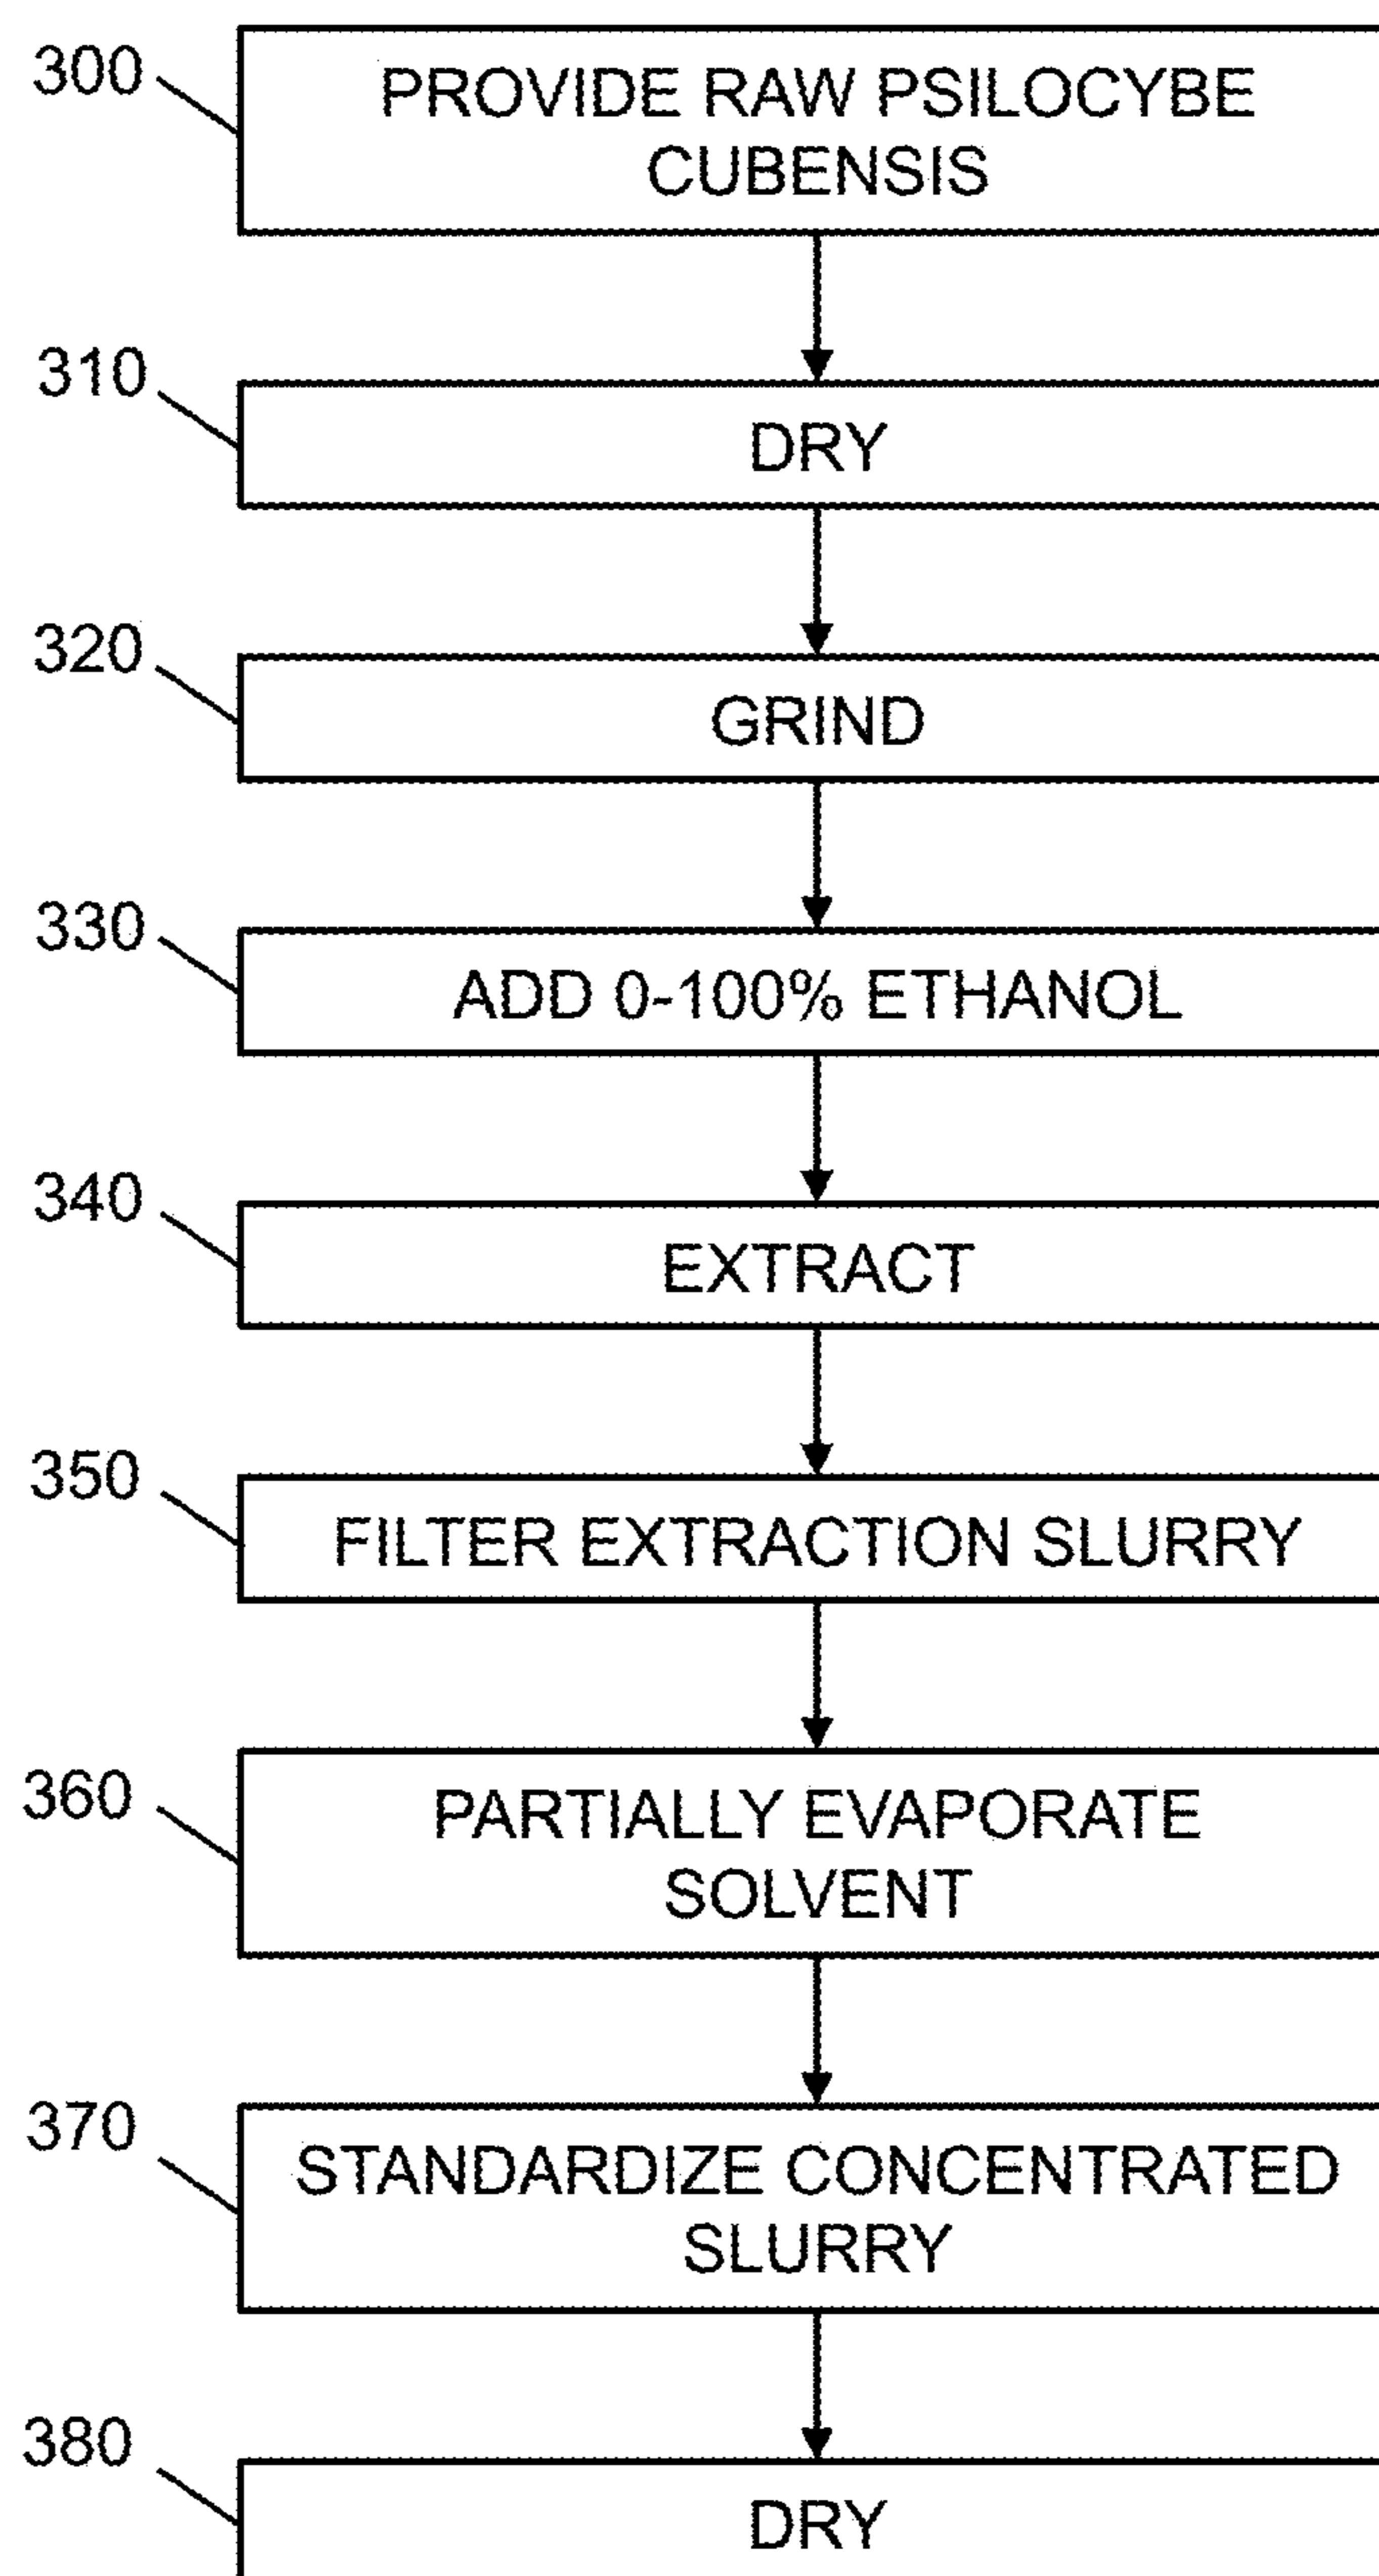 300
PROVIDE RAW PSILOCYBE
CUBENSIS
310
DRY
320
GRIND
330
ADD 0-100% ETHANOL
340
EXTRACT
350
FILTER EXTRACTION SLURRY
360
PARTIALLY EVAPORATE
SOLVENT
370
STANDARDIZE CONCENTRATED
SLURRY
380
DRY